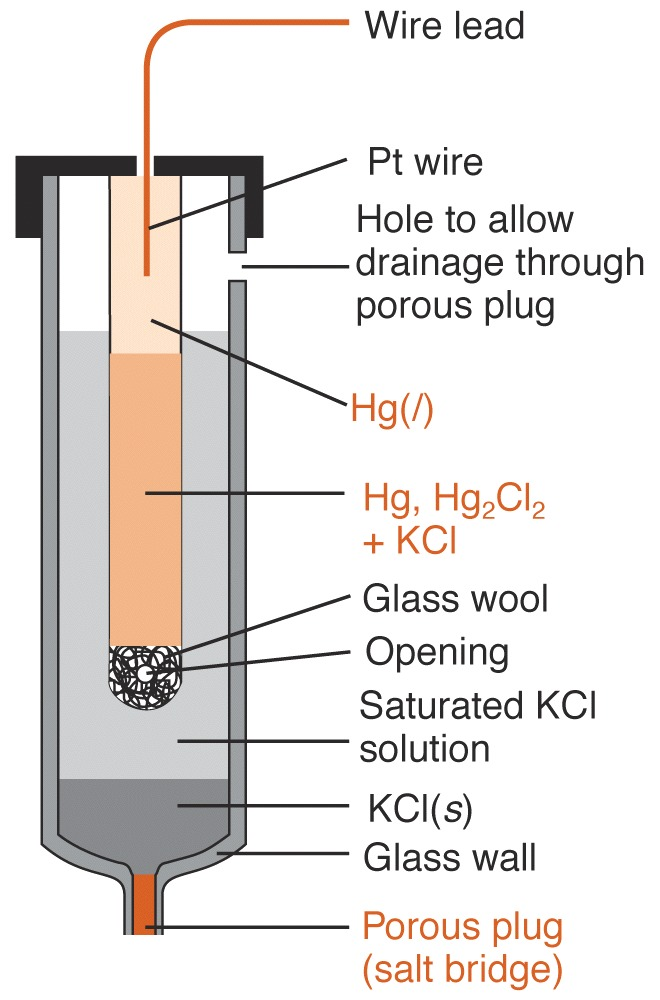 Wire lead
Pt wire
Hole to allow
drainage through
porous plug
Hg(l)
Hg, Hg₂Cl₂
+ KCl
Glass wool
Opening
Saturated KCl
solution
KCl(s)
Glass wall
Porous plug
(salt bridge)